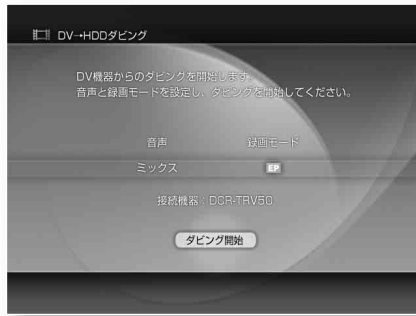 DV→HDDダビング
DV機器からのダビングを開始します。
音声と録画モードを設定し、ダビングを開始してください。
音声 録画モード
ミックス EP
接続機器：DCR-TRV50
ダビング開始